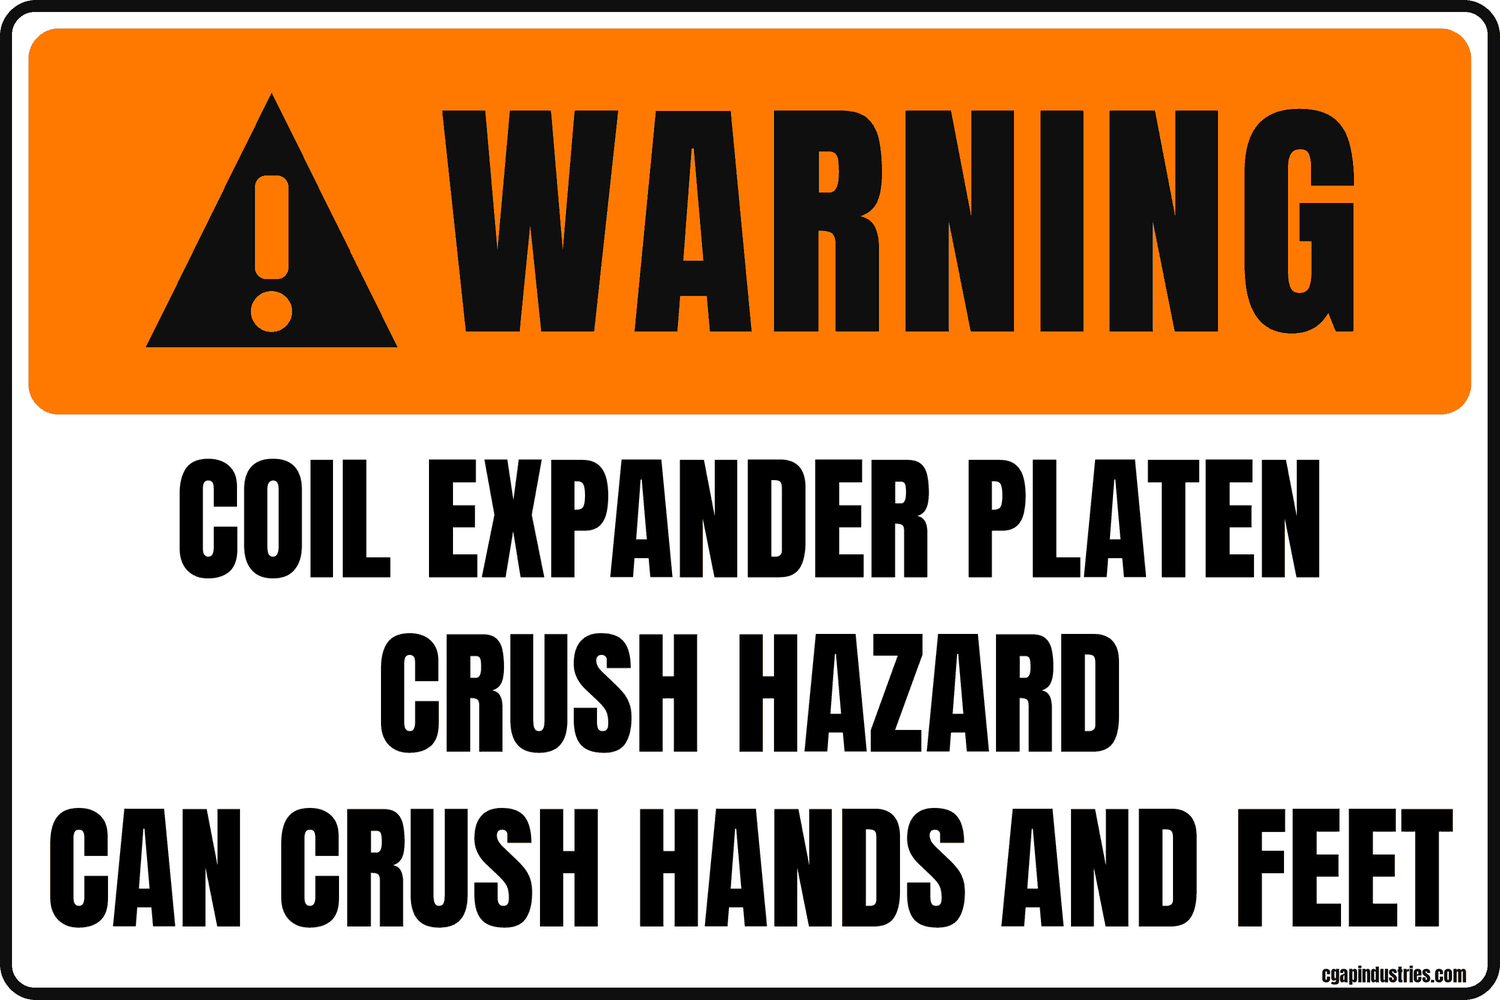 WARNING
COIL EXPANDER PLATEN
CRUSH HAZARD
CAN CRUSH HANDS AND FEET
cgapindustries.com